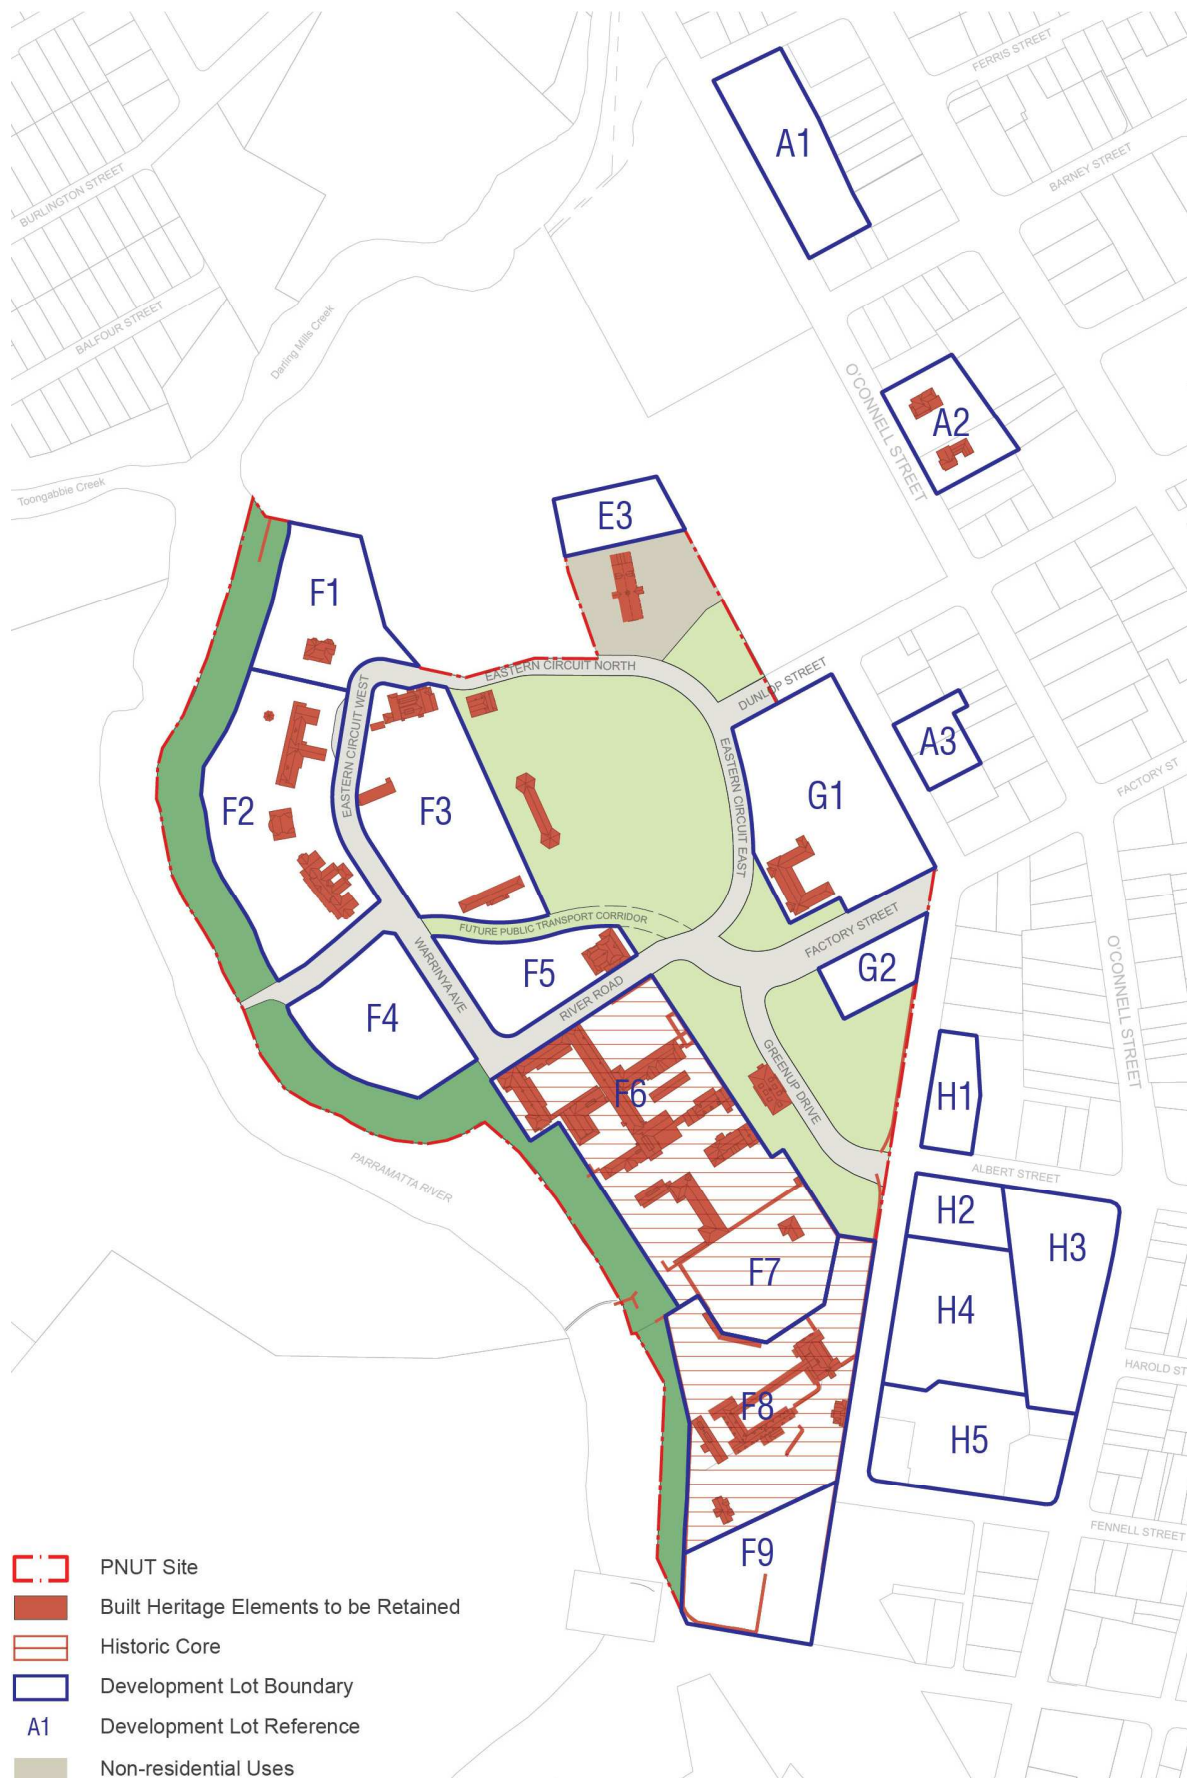 FERRIS STREET
A1
BARNEY STREET
BURLINGTON STREET
BALFOUR STREET
Darling Mills Creek
O'CONNELL STREET
A2
Toongabbie Creek
E3
F1
EASTERN CIRCUIT NORTH
DUNLOP STREET
EASTERN CIRCUIT WEST
A3
FACTORY ST
EASTERN CIRCUIT EAST
G1
F2
F3
FUTURE PUBLIC TRANSPORT CORRIDOR
FACTORY STREET
WARRINYA AVE
F5
G2
RIVER ROAD
F4
O'CONNELL STREET
GREENUP DRIVE
F6
H1
PARRAMATTA RIVER
ALBERT STREET
H2
H3
F7
H4
HAROLD ST
F8
H5
FENNELL STREET
F9
PNUT Site
Built Heritage Elements to be Retained
Historic Core
Development Lot Boundary
A1 Development Lot Reference
Non-residential Uses